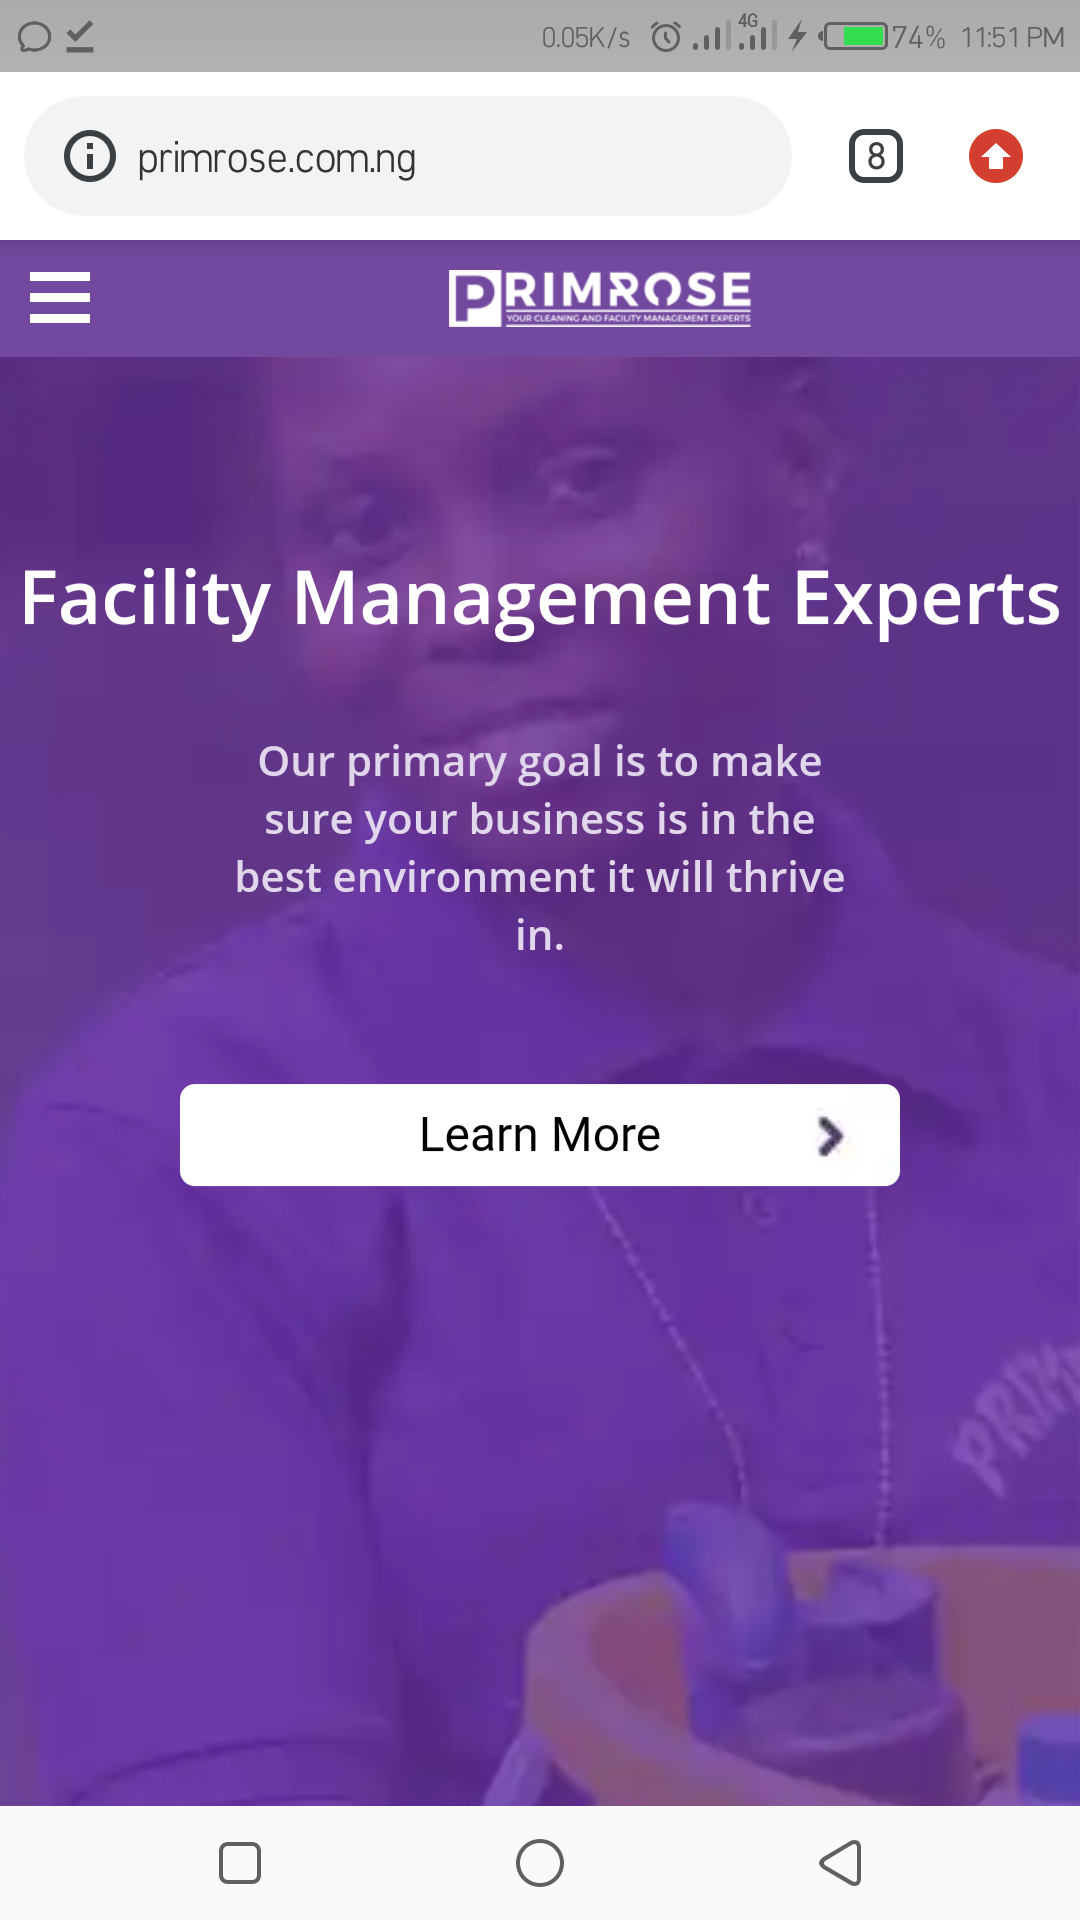 0.05K/s 4G 74% 11:51 PM
primrose.com.ng 8
PRIMROSE
YOUR CLEANING AND FACILITY MANAGEMENT EXPERTS
Facility Management Experts
Our primary goal is to make
sure your business is in the
best environment it will thrive
in.
Learn More
PRIM